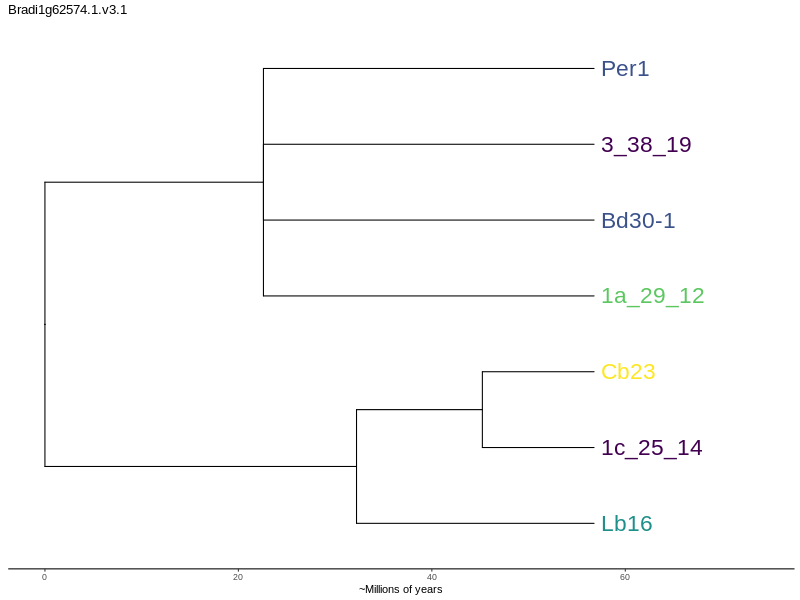 Bradi1g62574.1.v3.1
Per1
3_38_19
Bd30-1
1a_29_12
Cb23
1c_25_14
Lb16
0 20 40 60
~Millions of years